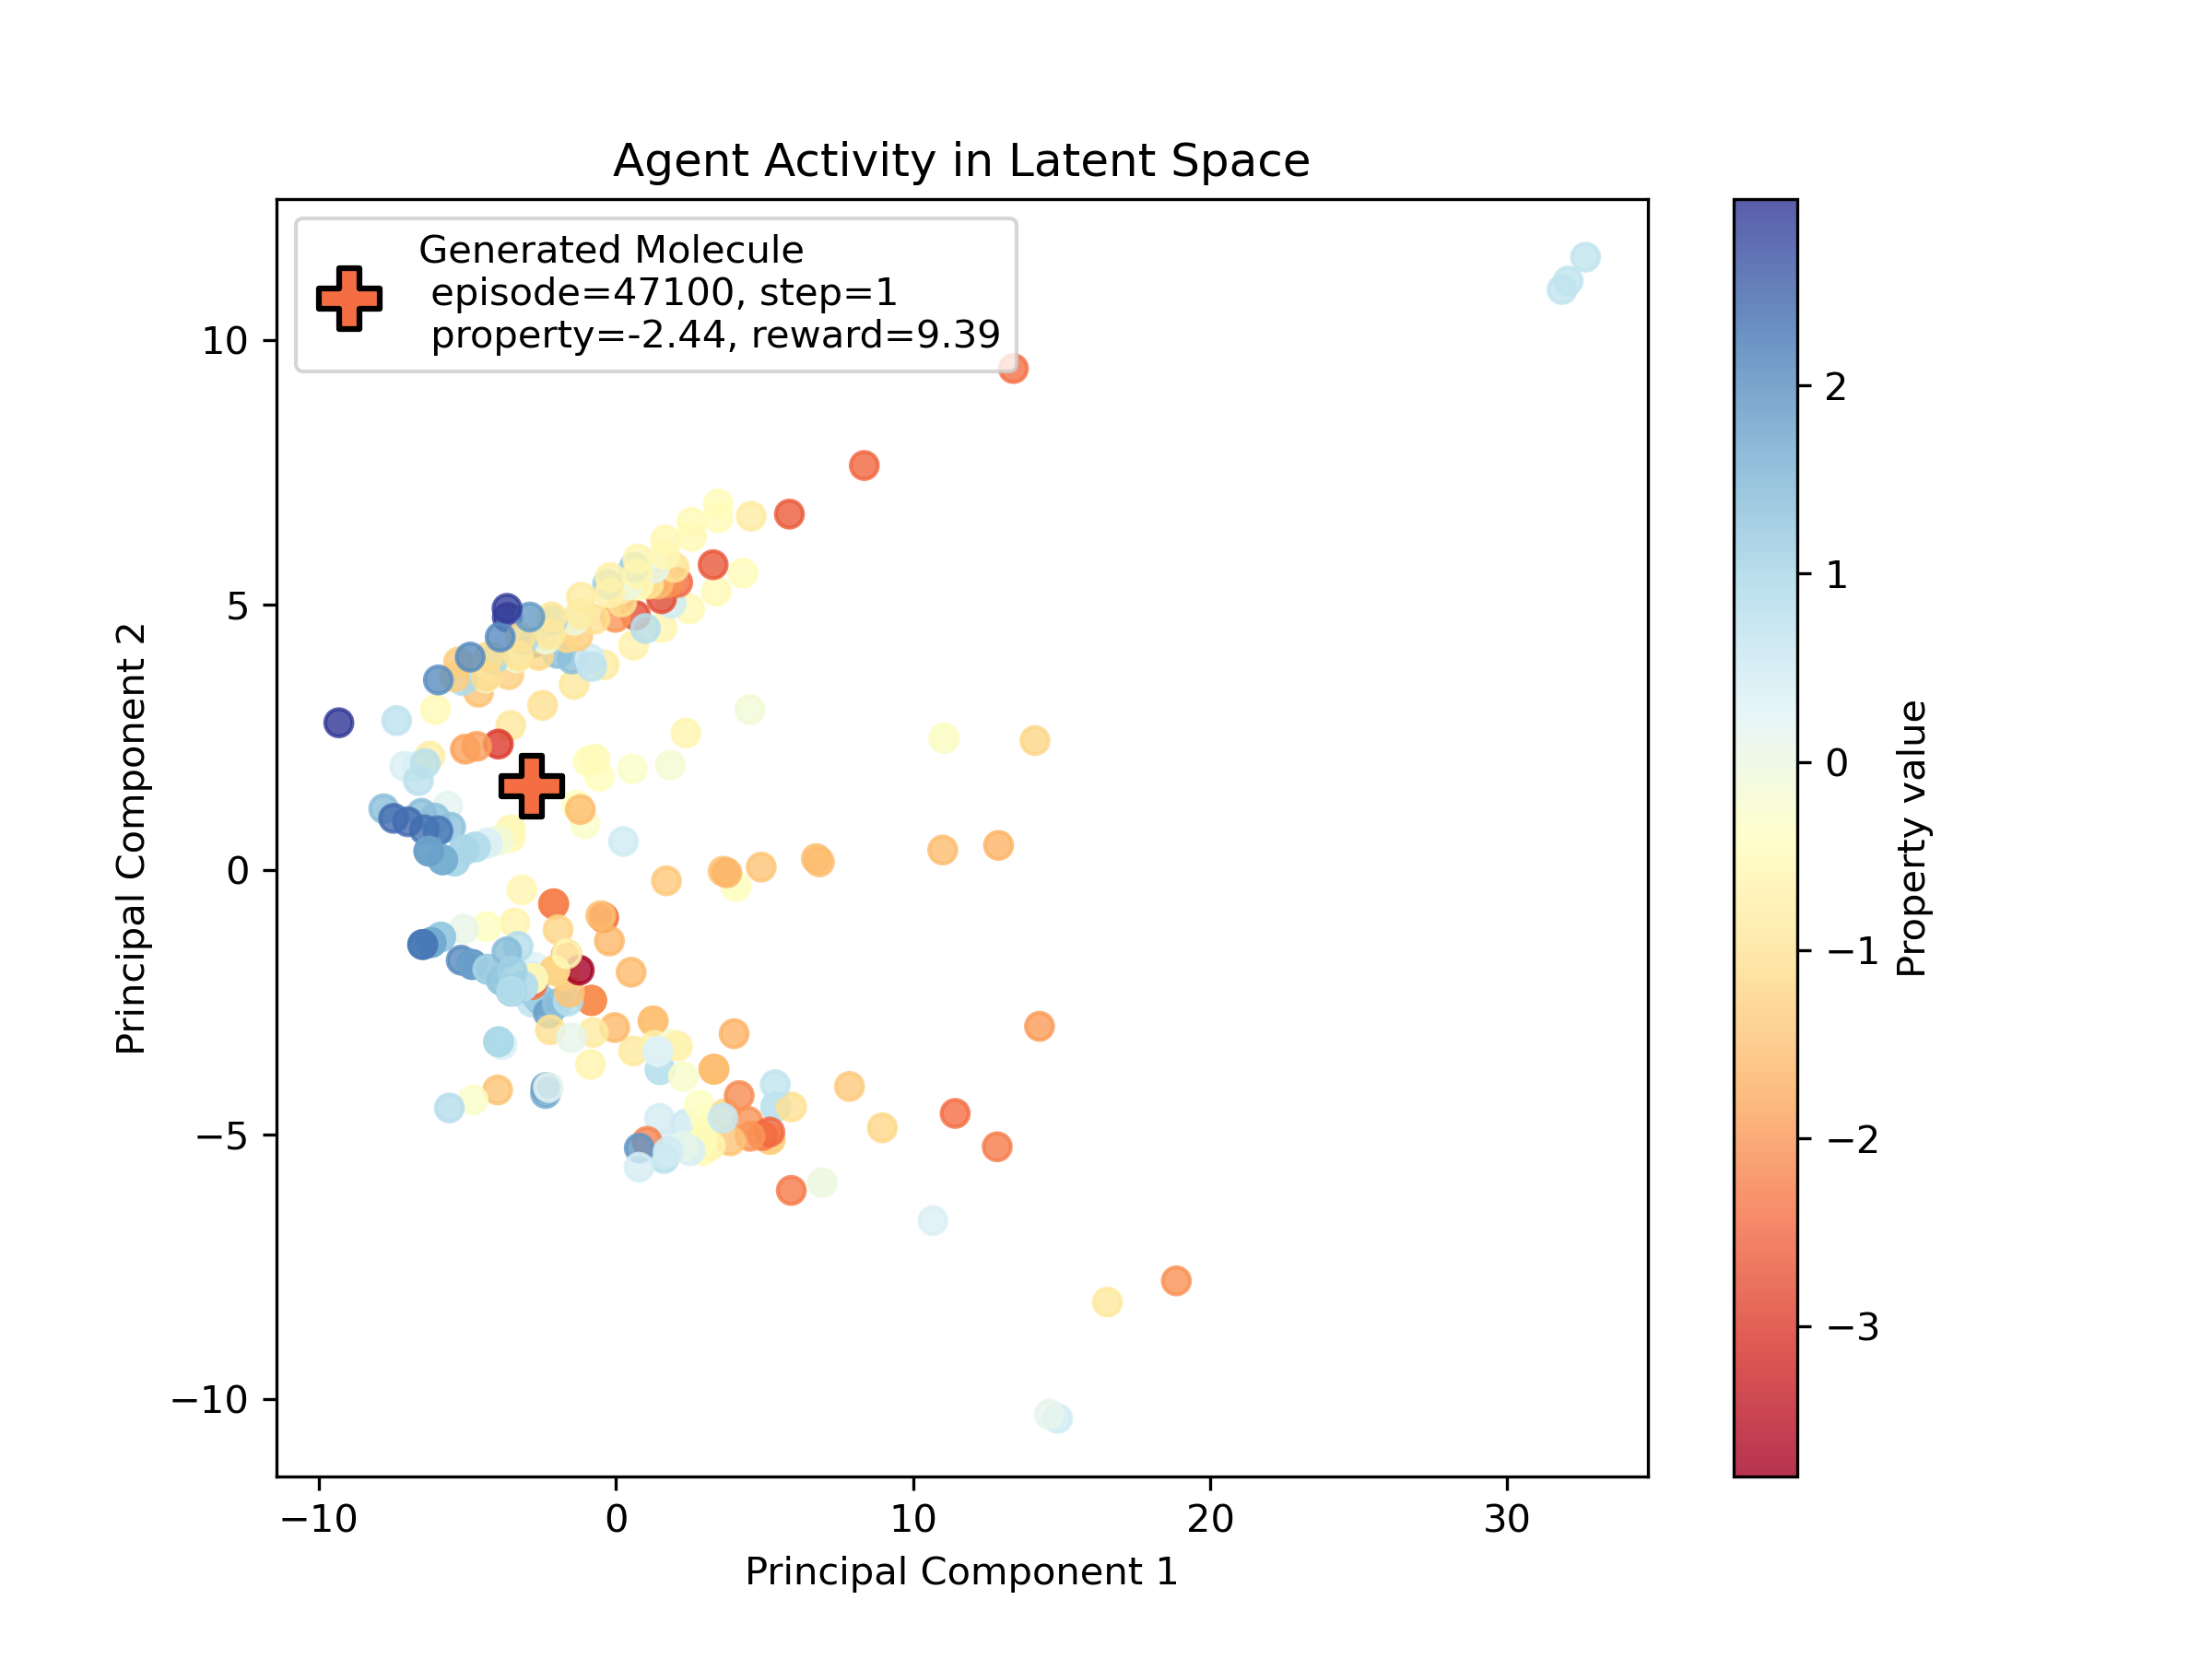 Agent Activity in Latent Space
Generated Molecule
episode=47100, step=1
property=-2.44, reward=9.39
10
5
0
−5
−10
Principal Component 2
−10
0
10
20
30
Principal Component 1
2
1
0
−1
−2
−3
Property value